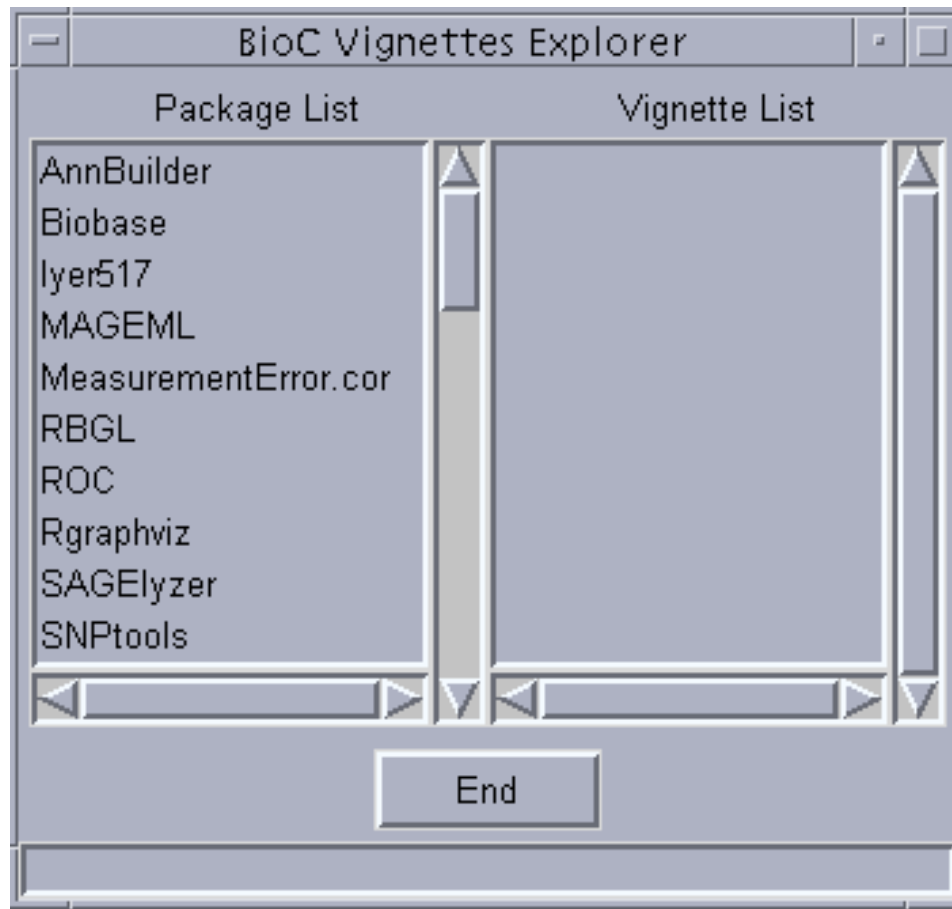 BioC Vignettes Explorer
Package List
Vignette List
AnnBuilder
Biobase
Iyer517
MAGEML
MeasurementError.cor
RBGL
ROC
Rgraphviz
SAGElyzer
SNPtools
End